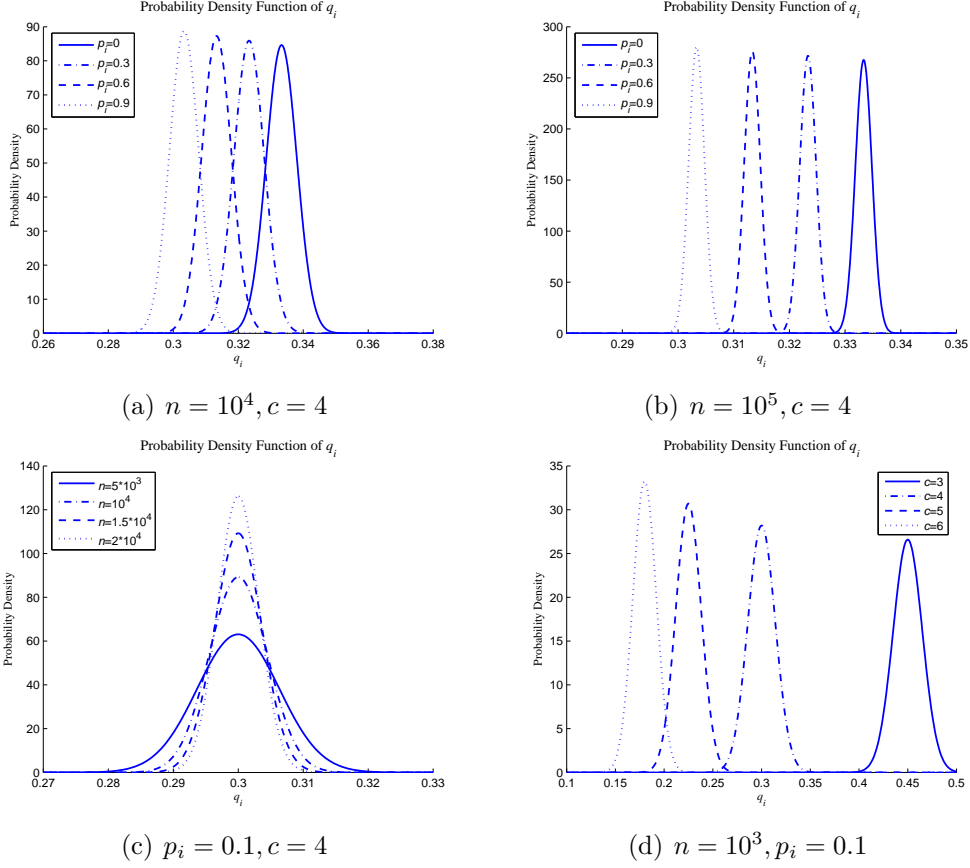 Probability Density Function of q_i
90
80
70
60
50
40
30
20
10
0
Probability Density
p_i=0
p_i=0.3
p_i=0.6
p_i=0.9
0.26 0.28 0.3 0.32 0.34 0.36 0.38
q_i
(a) n = 10^4, c = 4
Probability Density Function of q_i
300
250
200
150
100
50
0
Probability Density
p_i=0
p_i=0.3
p_i=0.6
p_i=0.9
0.29 0.3 0.31 0.32 0.33 0.34 0.35
q_i
(b) n = 10^5, c = 4
Probability Density Function of q_i
140
120
100
80
60
40
20
0
Probability Density
n=5*10^3
n=10^4
n=1.5*10^4
n=2*10^4
0.27 0.28 0.29 0.3 0.31 0.32 0.33
q_i
(c) p_i = 0.1, c = 4
Probability Density Function of q_i
35
30
25
20
15
10
5
0
Probability Density
c=3
c=4
c=5
c=6
0.1 0.15 0.2 0.25 0.3 0.35 0.4 0.45 0.5
q_i
(d) n = 10^3, p_i = 0.1